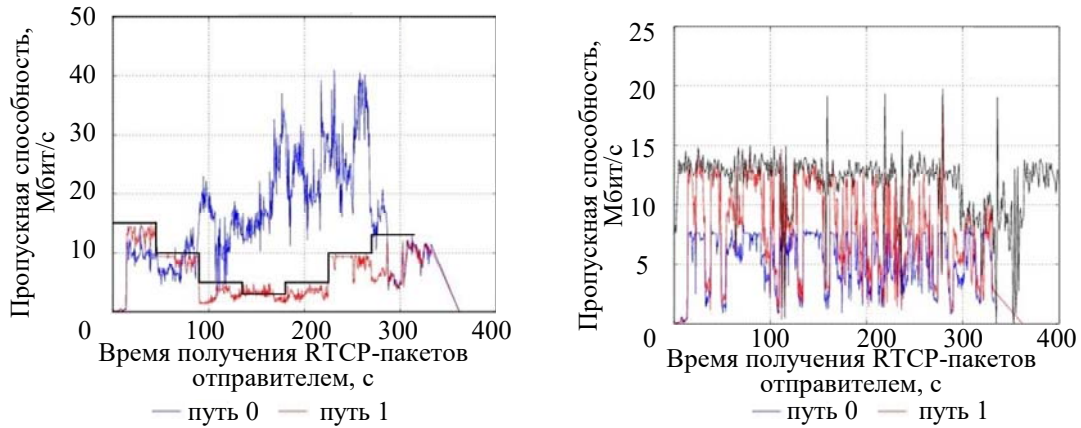 Пропускная способность,
Мбит/с
50
40
30
20
10
0
100
200
300
400
Время получения RTCP-пакетов
отправителем, с
путь 0
путь 1
Пропускная способность,
Мбит/с
25
20
15
10
5
0
100
200
300
400
Время получения RTCP-пакетов
отправителем, с
путь 0
путь 1